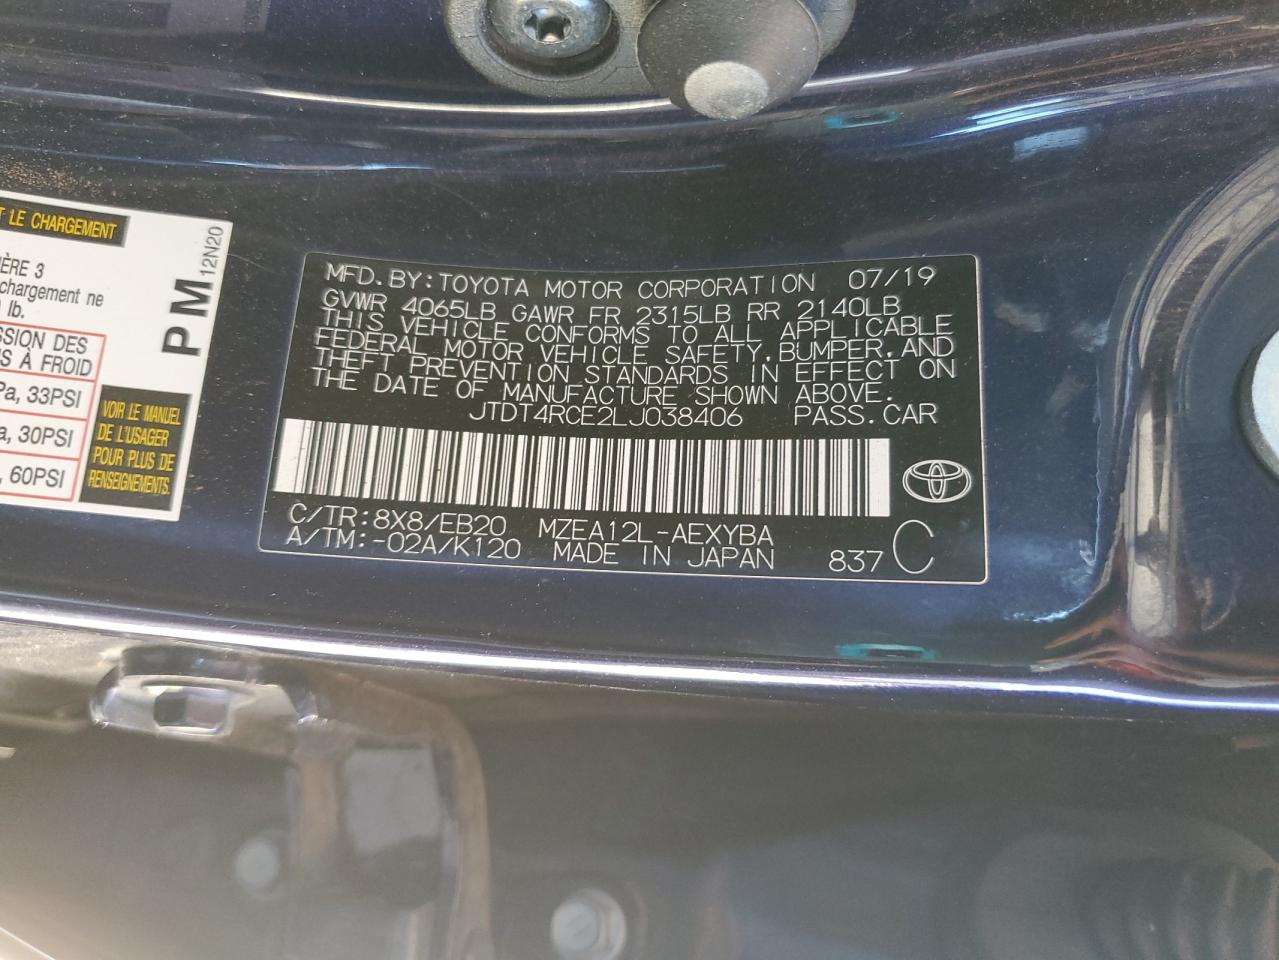 T LE CHARGEMENT
ÈRE 3
chargement ne
lb.
SSION DES
S À FROID
Pa, 33PSI
a, 30PSI
, 60PSI
VOIR LE MANUEL
DE L'USAGER
POUR PLUS DE
RENSEIGNEMENTS.
PM
12N20
MFD.BY:TOYOTA MOTOR CORPORATION 07/19
GVWR 4065LB GAWR FR 2315LB RR 2140LB
THIS VEHICLE CONFORMS TO ALL APPLICABLE
FEDERAL MOTOR VEHICLE SAFETY,BUMPER,AND
THEFT PREVENTION STANDARDS IN EFFECT ON
THE DATE OF MANUFACTURE SHOWN ABOVE.
JTDT4RCE2LJ038406 PASS.CAR
C/TR:8X8/EB20 MZEA12L-AEXYBA
A/TM:-02A/K120 MADE IN JAPAN 837 C